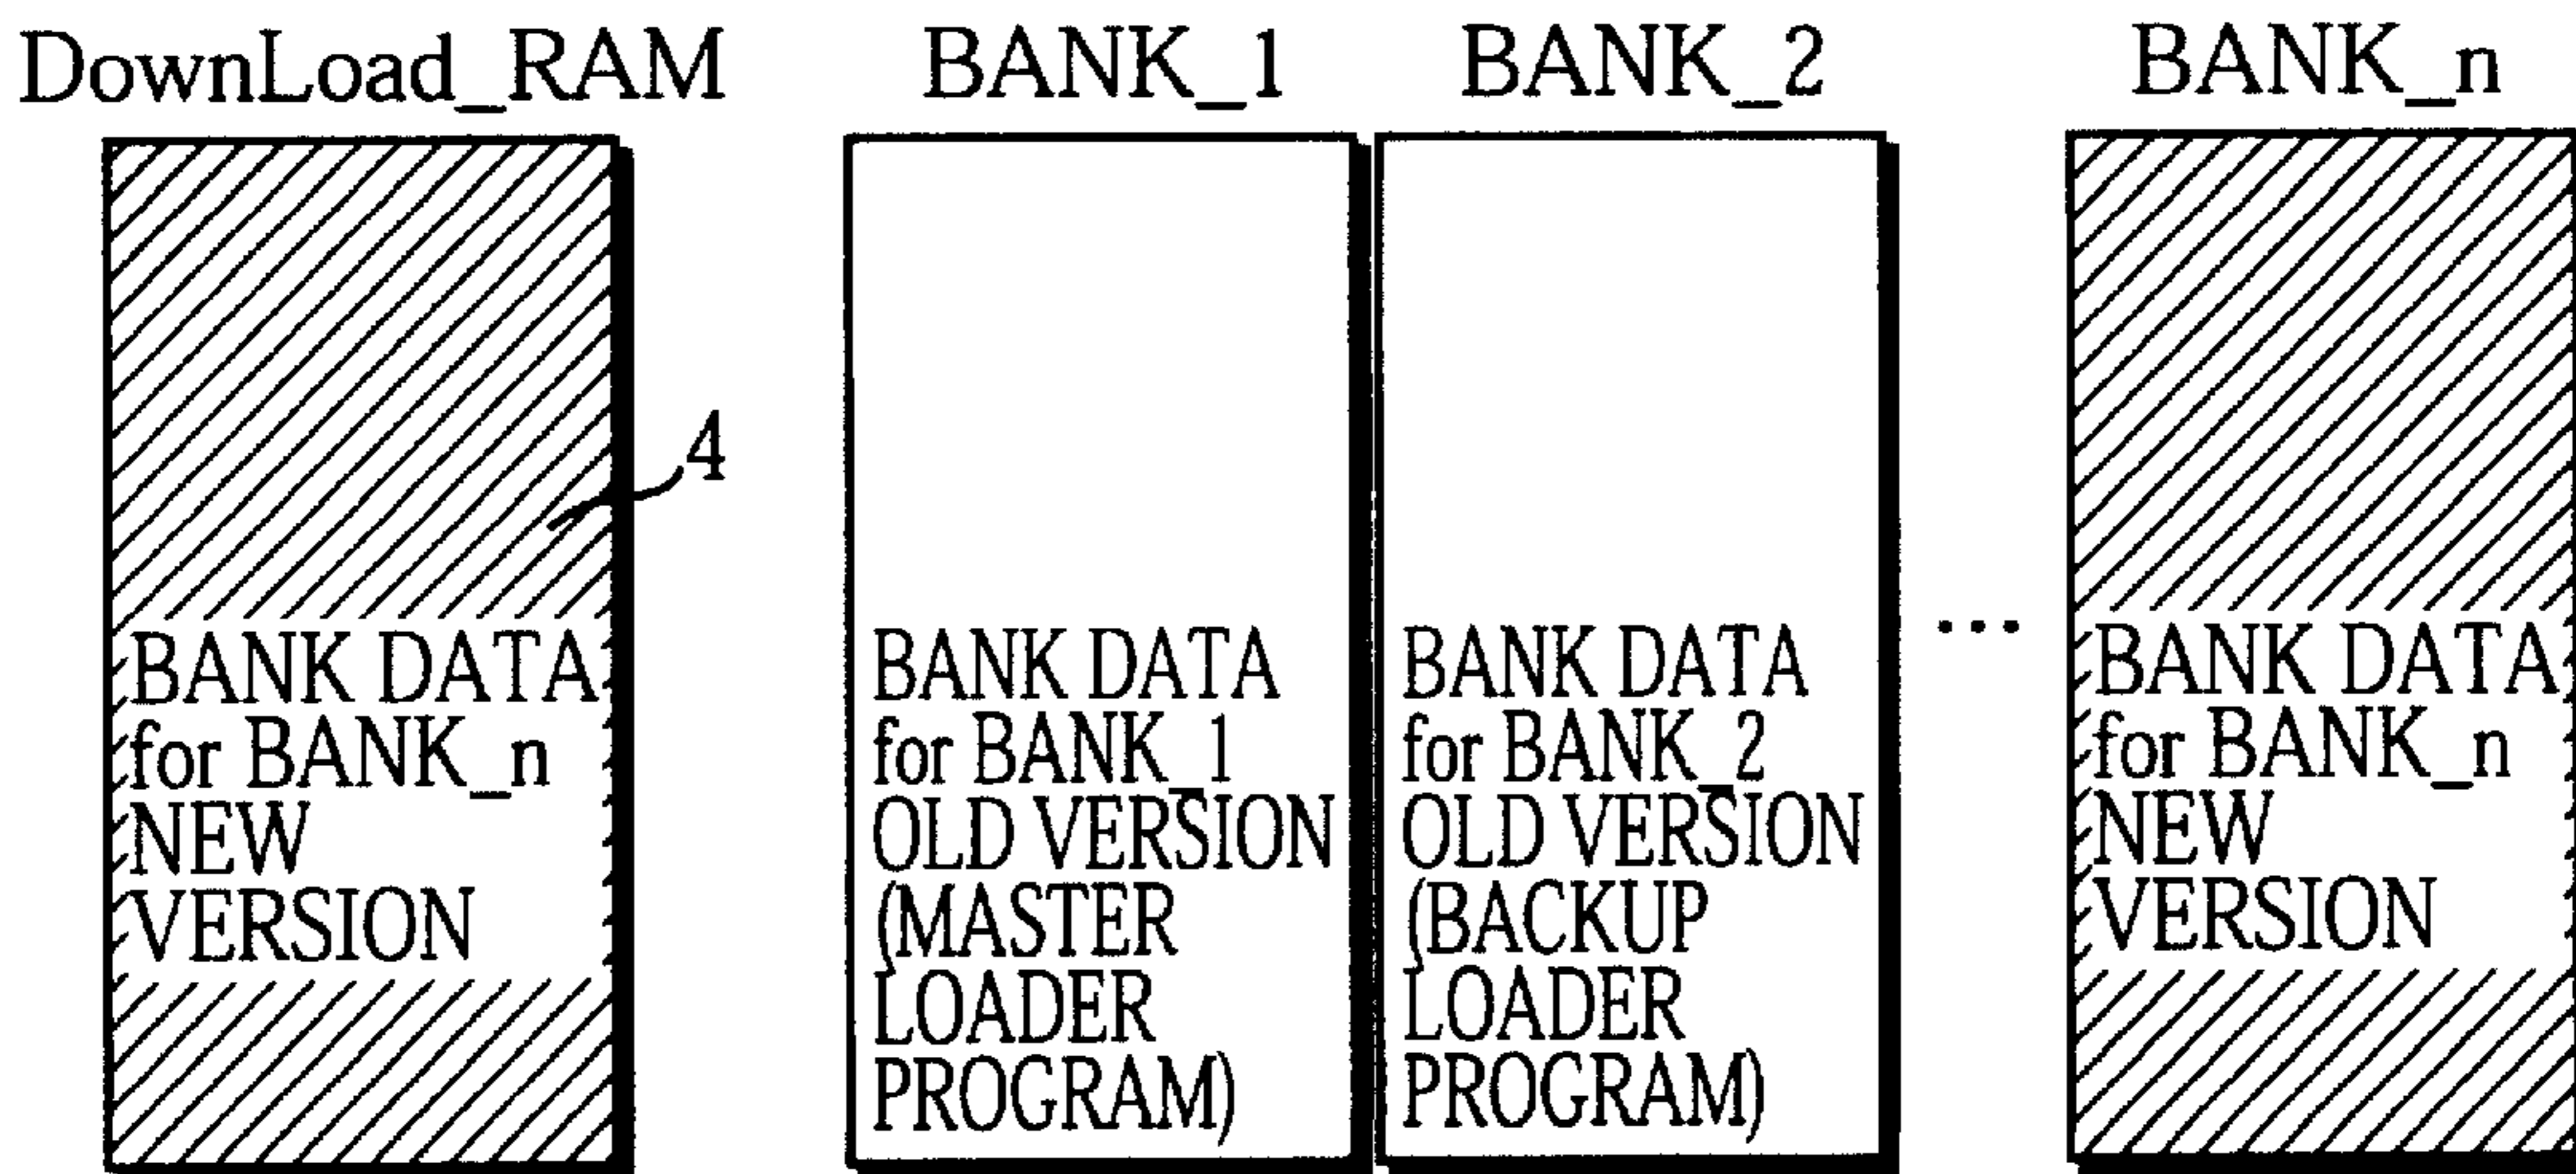 DownLoad_RAM
BANK DATA
for BANK_n
NEW
VERSION
4
BANK_1
BANK DATA
for BANK_1
OLD VERSION
(MASTER
LOADER
PROGRAM)
BANK_2
BANK DATA
for BANK_2
OLD VERSION
(BACKUP
LOADER
PROGRAM)
...
BANK_n
BANK DATA
for BANK_n
NEW
VERSION